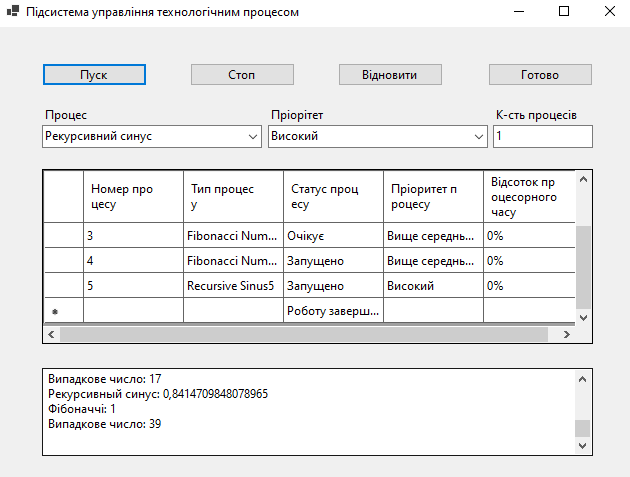 Підсистема управління технологічним процесом
Пуск Стоп Відновити Готово
Процес Пріорітет К-сть процесів
Рекурсивний синус Високий 1
Номер про Тип процес Статус проц Пріоритет п Відсоток пр
цесу у есу роцесу оцесорного
часу
3 Fibonacci Num... Очікує Вище середнь... 0%
4 Fibonacci Num... Запущено Вище середнь... 0%
5 Recursive Sinus5 Запущено Високий 0%
Роботу заверш...
Випадкове число: 17
Рекурсивний синус: 0,8414709848078965
Фібоначчі: 1
Випадкове число: 39